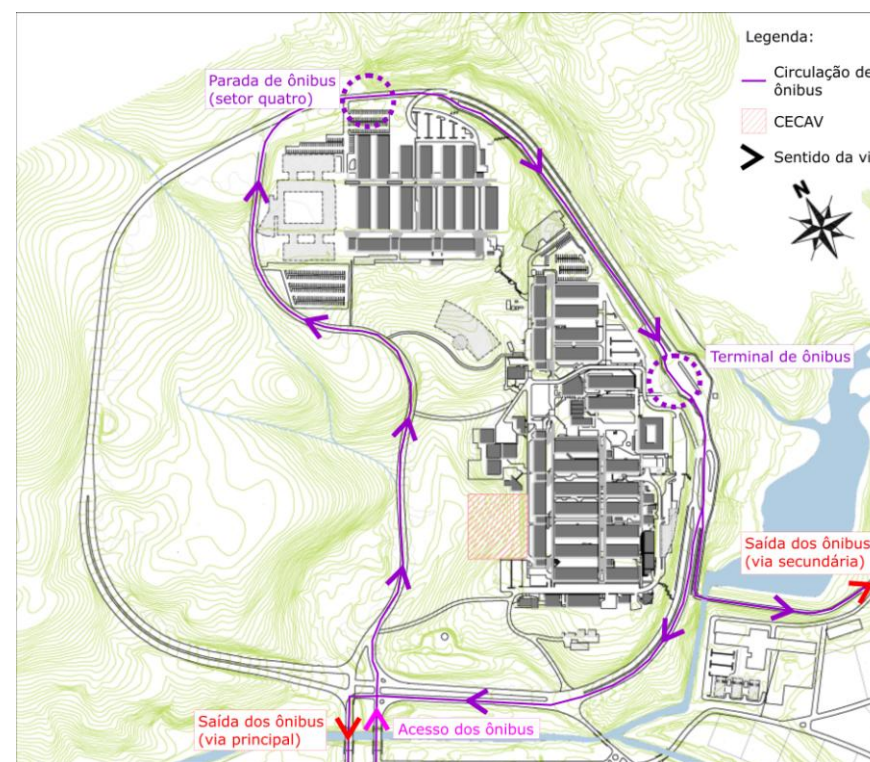 Legenda:
Circulação de
ônibus
CECAV
Sentido da vi
N
Parada de ônibus
(setor quatro)
Terminal de ônibus
Saída dos ônibus
(via secundária)
Saída dos ônibus
(via principal)
Acesso dos ônibus